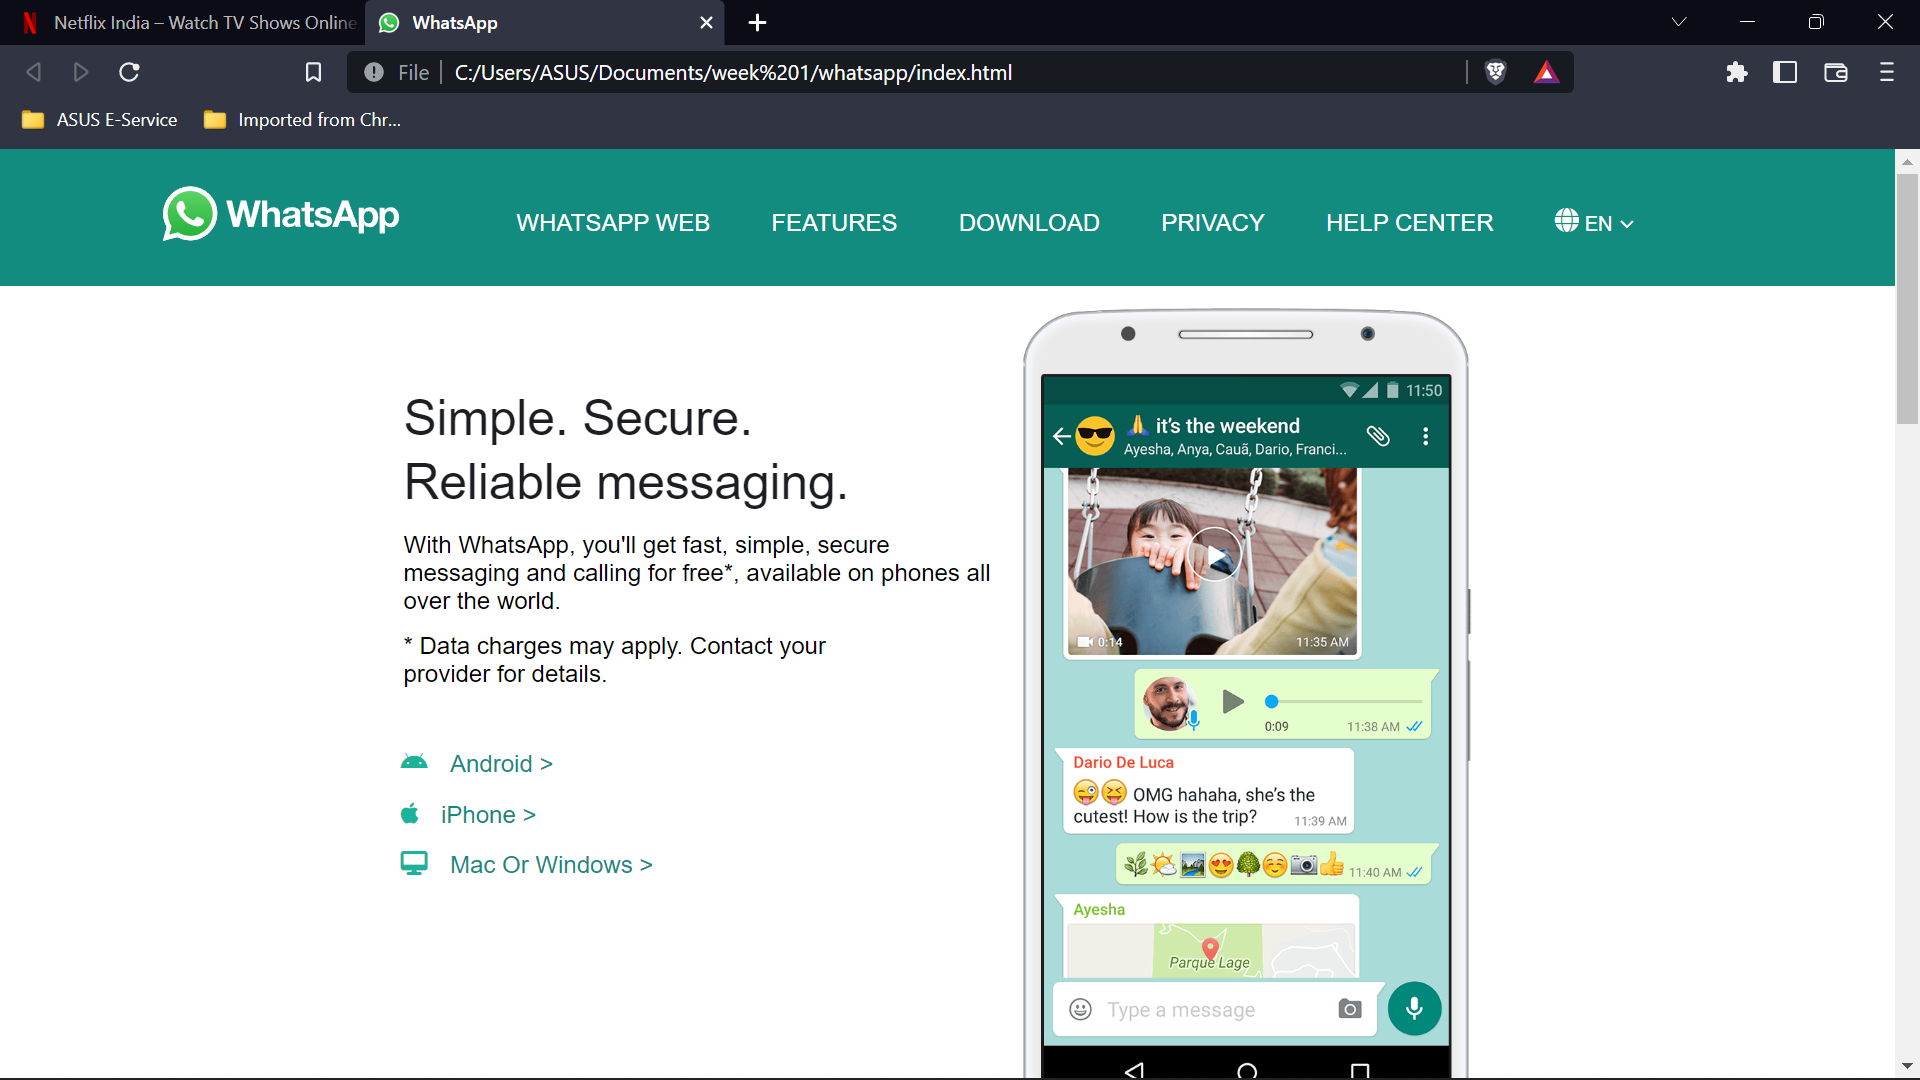 Netflix India – Watch TV Shows Online
WhatsApp
File
C:/Users/ASUS/Documents/week%201/whatsapp/index.html
ASUS E-Service
Imported from Chr...
WhatsApp
WHATSAPP WEB
FEATURES
DOWNLOAD
PRIVACY
HELP CENTER
EN
Simple. Secure.
Reliable messaging.
With WhatsApp, you'll get fast, simple, secure
messaging and calling for free*, available on phones all
over the world.
* Data charges may apply. Contact your
provider for details.
Android >
iPhone >
Mac Or Windows >
11:50
🙏 it's the weekend
Ayesha, Anya, Cauã, Dario, Franci...
0:14
11:35 AM
0:09
11:38 AM
Dario De Luca
OMG hahaha, she's the
cutest! How is the trip?
11:39 AM
11:40 AM
Ayesha
Parque Lage
Type a message